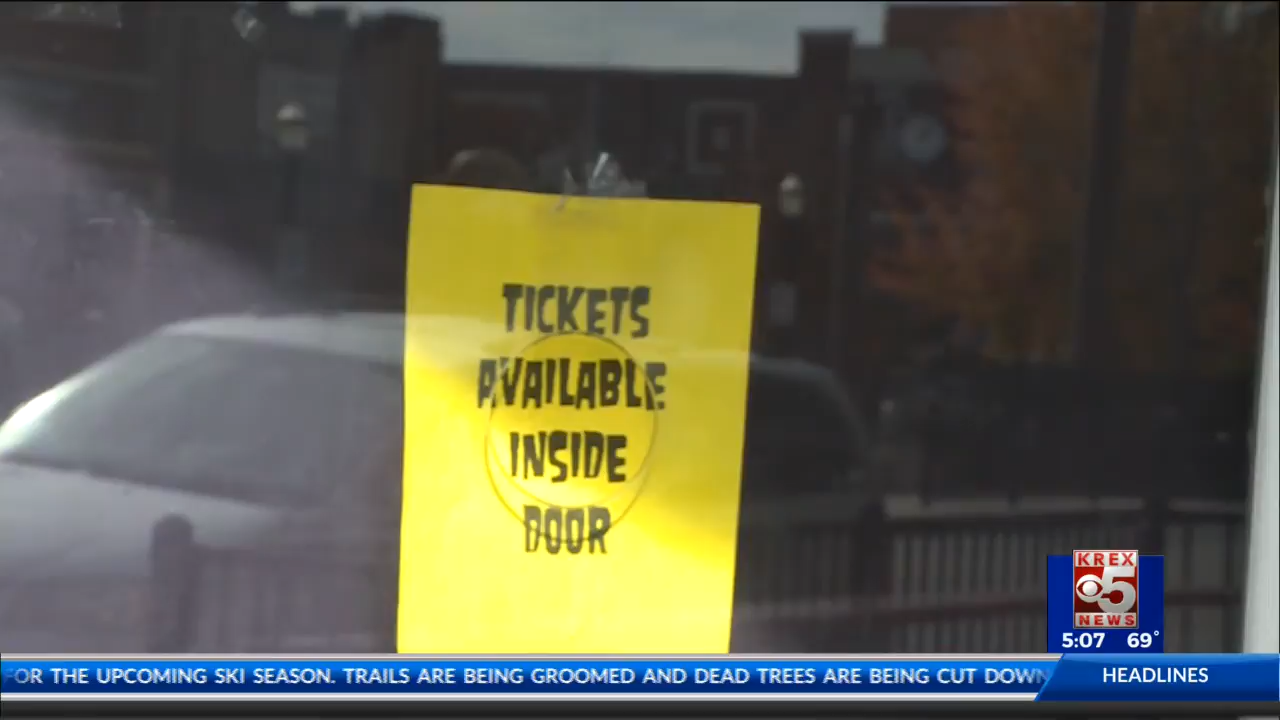 TICKETS
AVAILABLE
INSIDE
DOOR
KREX
5
NEWS
5:07 69°
OR THE UPCOMING SKI SEASON. TRAILS ARE BEING GROOMED AND DEAD TREES ARE BEING CUT DOWN
HEADLINES